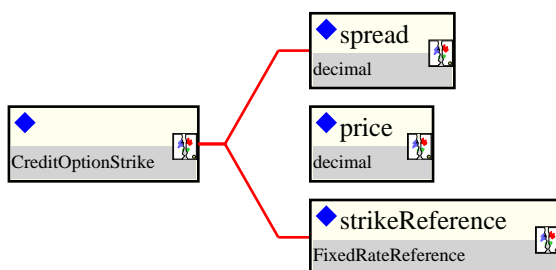 spread
decimal
CreditOptionStrike
price
decimal
strikeReference
FixedRateReference